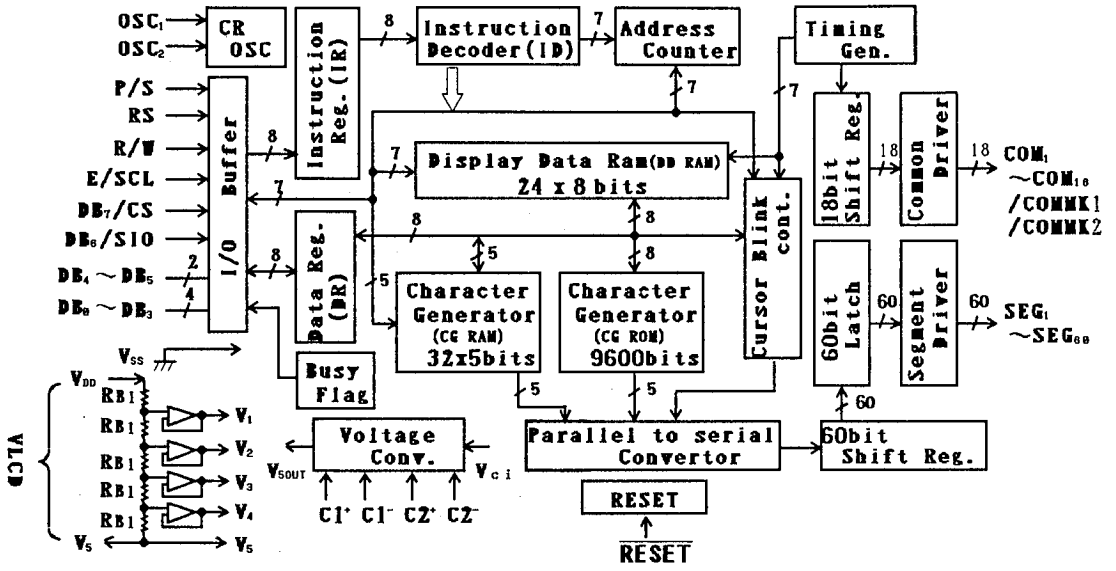 OSC₁
OSC₂
CR
OSC
Instruction
Reg. (IR)
8
Instruction
Decoder(ID)
7
Address
Counter
Timing
Gen.
P/S
RS
R/W
E/SCL
DB₇/CS
DB₆/SIO
DB₄ ~ DB₅
2
DB₀ ~ DB₃
4
I/O Buffer
8
7
8
7
7
7
Display Data Ram(DD RAM)
24 x 8 bits
18bit
Shift Reg.
18
Common
Driver
18
COM₁
~COM₁₆
/COMMK1
/COMMK2
Data Reg.
(DR)
8
8
5
8
5
Character
Generator
(CG RAM)
32x5bits
Character
Generator
(CG ROM)
9600bits
Cursor Blink
cont.
60bit
Latch
60
Segment
Driver
60
SEG₁
~SEG₆₀
Busy
Flag
5
5
60
V_SS
V_DD
VLCD
RB1
RB1
RB1
RB1
RB1
V₁
V₂
V₃
V₄
V₅
V₅
Voltage
Conv.
V₅OUT
Vci
C1⁺ C1⁻ C2⁺ C2⁻
Parallel to serial
Convertor
60bit
Shift Reg.
RESET
RESET